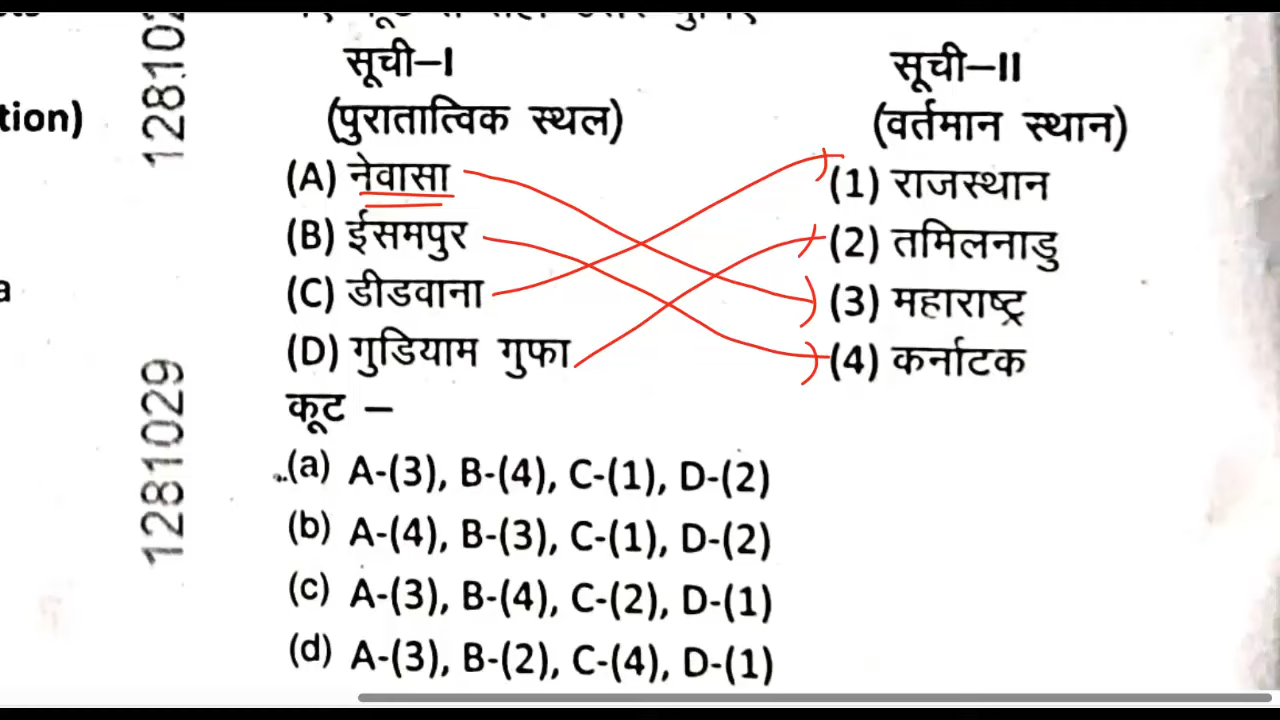 tion)
a
12810
1281029
सूची–I
सूची–II
(पुरातात्विक स्थल)
(वर्तमान स्थान)
(A) नेवासा
(1) राजस्थान
(B) ईसमपुर
(2) तमिलनाडु
(C) डीडवाना
(3) महाराष्ट्र
(D) गुडियाम गुफा
(4) कर्नाटक
कूट –
(a) A-(3), B-(4), C-(1), D-(2)
(b) A-(4), B-(3), C-(1), D-(2)
(c) A-(3), B-(4), C-(2), D-(1)
(d) A-(3), B-(2), C-(4), D-(1)